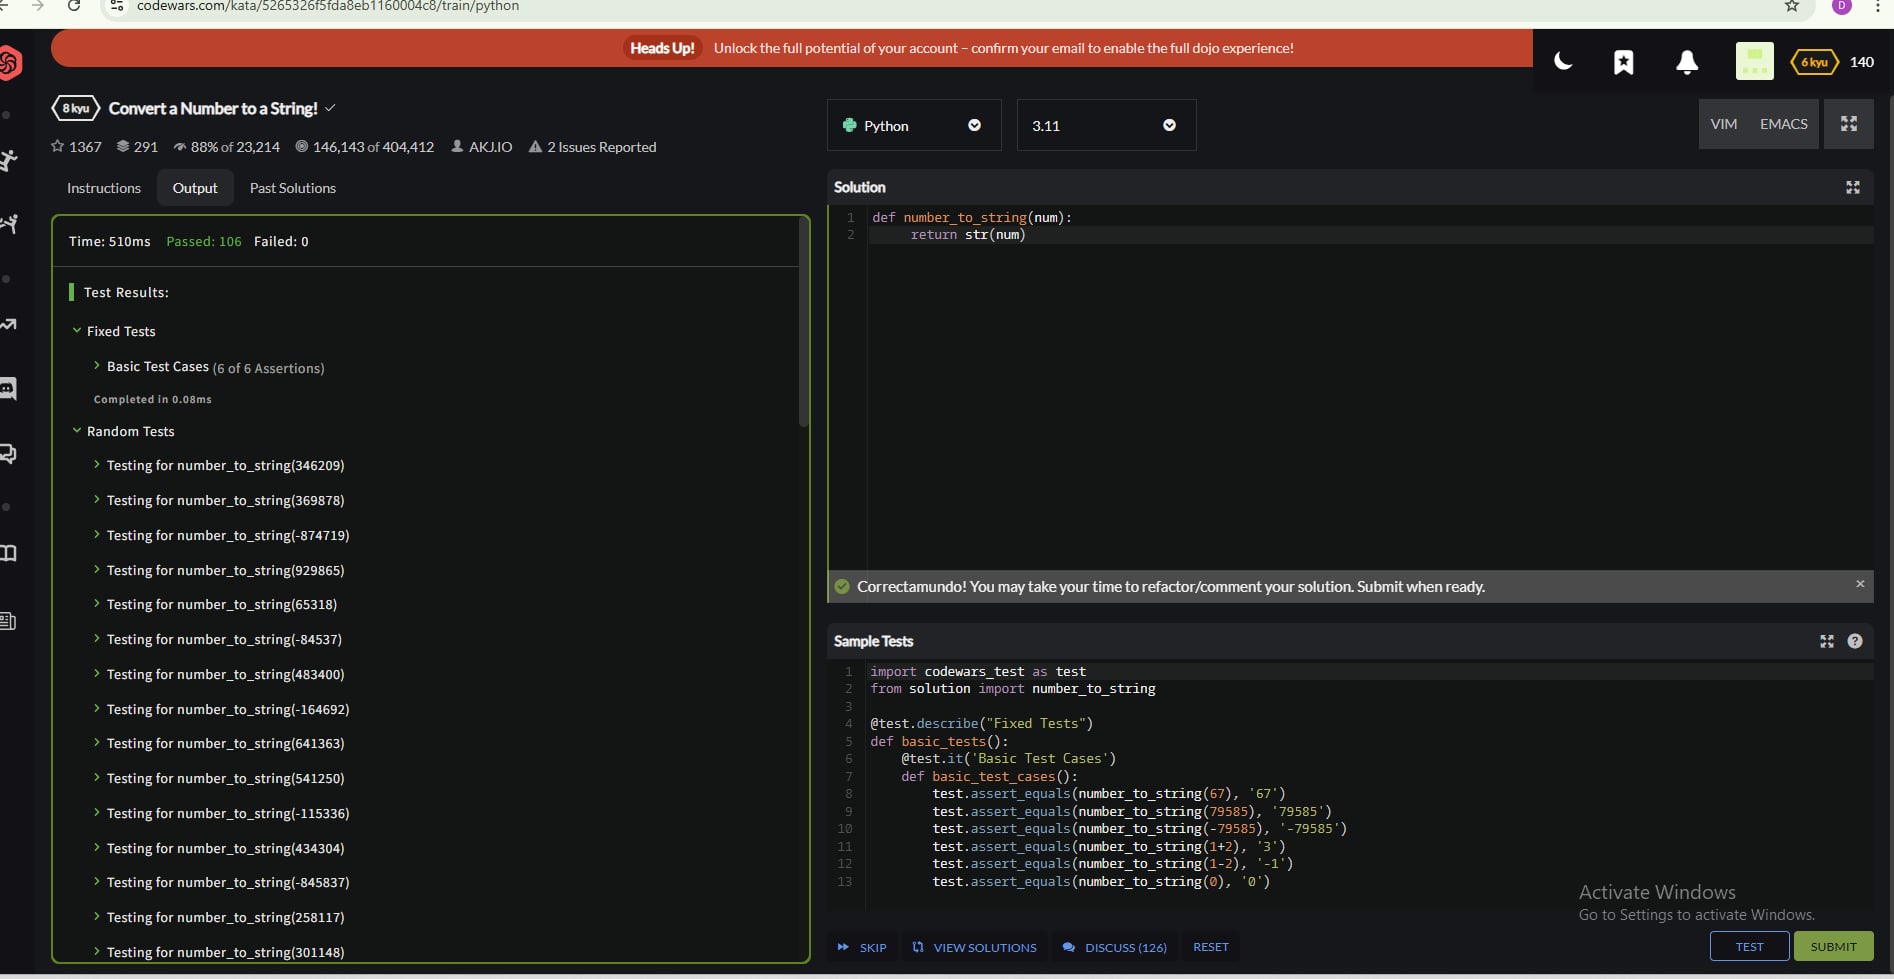 codewars.com/kata/5265326f5fda8eb1160004c8/train/python
D
Heads Up! Unlock the full potential of your account – confirm your email to enable the full dojo experience!
6 kyu 140
8 kyu Convert a Number to a String!
1367 291 88% of 23,214 146,143 of 404,412 AKJ.IO 2 Issues Reported
Instructions Output Past Solutions
Time: 510ms Passed: 106 Failed: 0
Test Results:
Fixed Tests
Basic Test Cases (6 of 6 Assertions)
Completed in 0.08ms
Random Tests
Testing for number_to_string(346209)
Testing for number_to_string(369878)
Testing for number_to_string(-874719)
Testing for number_to_string(929865)
Testing for number_to_string(65318)
Testing for number_to_string(-84537)
Testing for number_to_string(483400)
Testing for number_to_string(-164692)
Testing for number_to_string(641363)
Testing for number_to_string(541250)
Testing for number_to_string(-115336)
Testing for number_to_string(434304)
Testing for number_to_string(-845837)
Testing for number_to_string(258117)
Testing for number_to_string(301148)
Python 3.11 VIM EMACS
Solution
1 def number_to_string(num):
2     return str(num)
Correctamundo! You may take your time to refactor/comment your solution. Submit when ready.
Sample Tests
1 import codewars_test as test
2 from solution import number_to_string
3
4 @test.describe("Fixed Tests")
5 def basic_tests():
6     @test.it('Basic Test Cases')
7     def basic_test_cases():
8         test.assert_equals(number_to_string(67), '67')
9         test.assert_equals(number_to_string(79585), '79585')
10         test.assert_equals(number_to_string(-79585), '-79585')
11         test.assert_equals(number_to_string(1+2), '3')
12         test.assert_equals(number_to_string(1-2), '-1')
13         test.assert_equals(number_to_string(0), '0')
Activate Windows
Go to Settings to activate Windows.
SKIP VIEW SOLUTIONS DISCUSS (126) RESET TEST SUBMIT